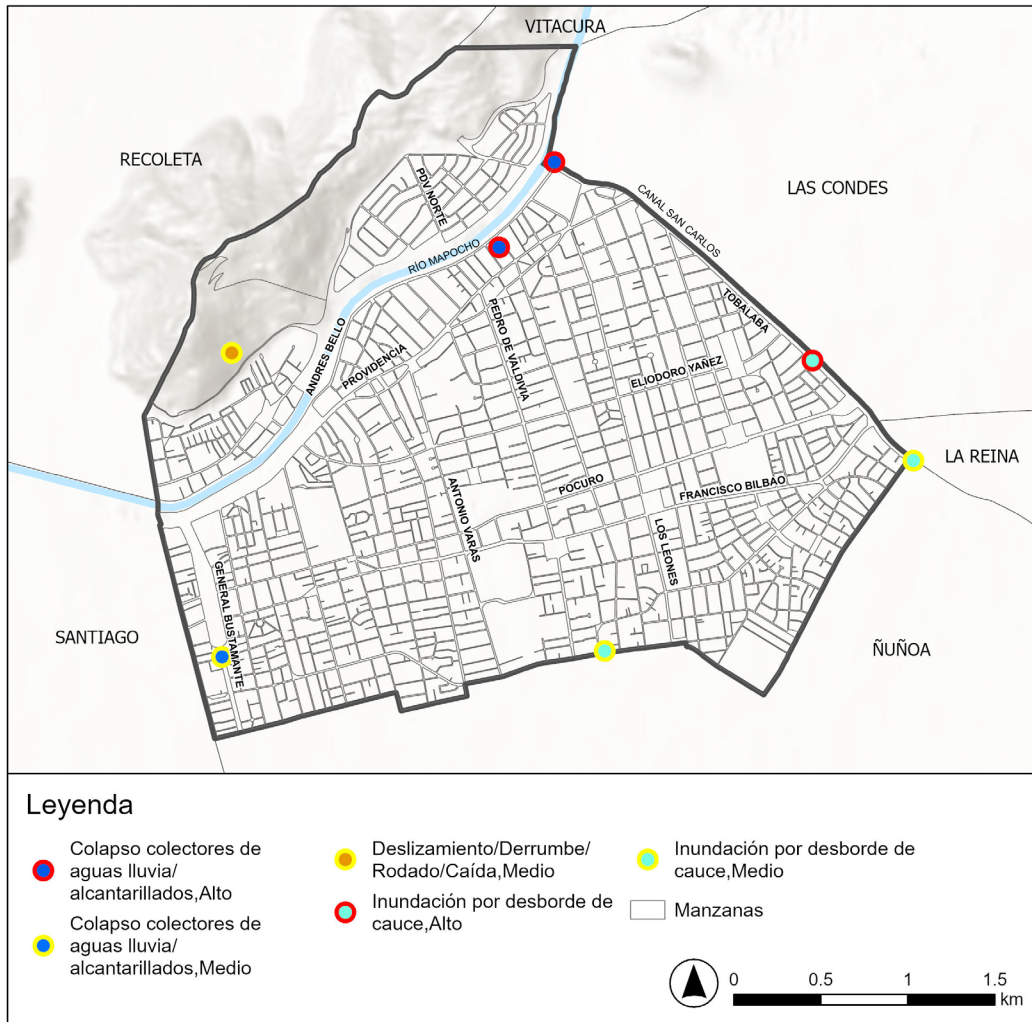 VITACURA
RECOLETA
LAS CONDES
PDV NORTE
CANAL SAN CARLOS
RÍO MAPOCHO
TOBALABA
PEDRO DE VALDIVIA
ANDRES BELLO
PROVIDENCIA
ELIODORO YAÑEZ
LA REINA
POCURO
FRANCISCO BILBAO
ANTONIO VARAS
LOS LEONES
GENERAL BUSTAMANTE
SANTIAGO
ÑUÑOA
Leyenda
Colapso colectores de
aguas lluvia/
alcantarillados,Alto
Colapso colectores de
aguas lluvia/
alcantarillados,Medio
Deslizamiento/Derrumbe/
Rodado/Caída,Medio
Inundación por desborde de
cauce,Alto
Inundación por desborde de
cauce,Medio
Manzanas
0 0.5 1 1.5
km